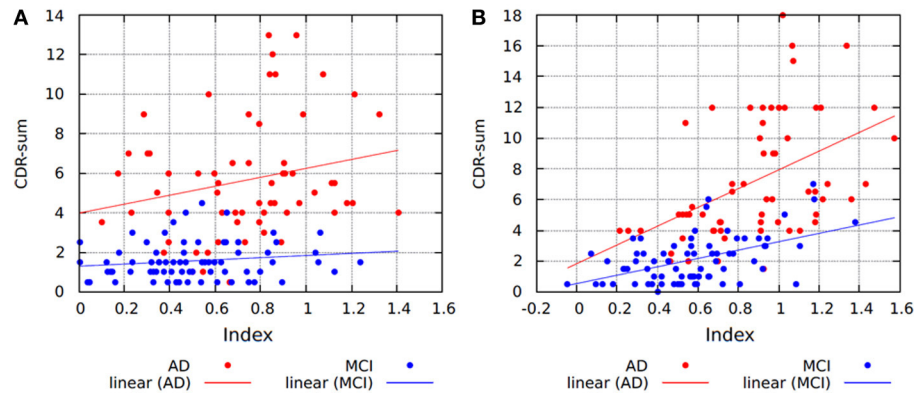 A
CDR-sum
14
12
10
8
6
4
2
0
0 0.2 0.4 0.6 0.8 1.0 1.2 1.4 1.6
Index
AD MCI
linear (AD) linear (MCI)
B
CDR-sum
18
16
14
12
10
8
6
4
2
0
-0.2 0 0.2 0.4 0.6 0.8 1.0 1.2 1.4 1.6
Index
AD MCI
linear (AD) linear (MCI)